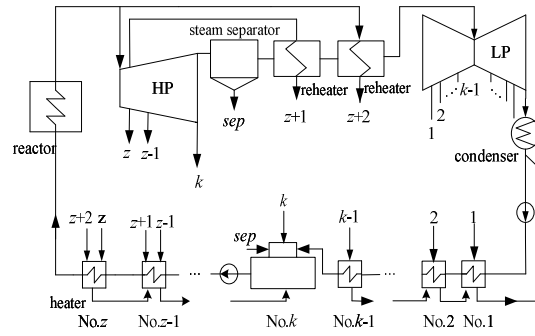 steam separator
LP
HP
reheater
reheater
k-1
2
1
reactor
sep
z+1
z+2
z
z-1
k
condenser
z+2 z
z+1 z-1
k
sep
k-1
2
1
...
...
heater
No.z
No.z-1
No.k
No.k-1
No.2
No.1